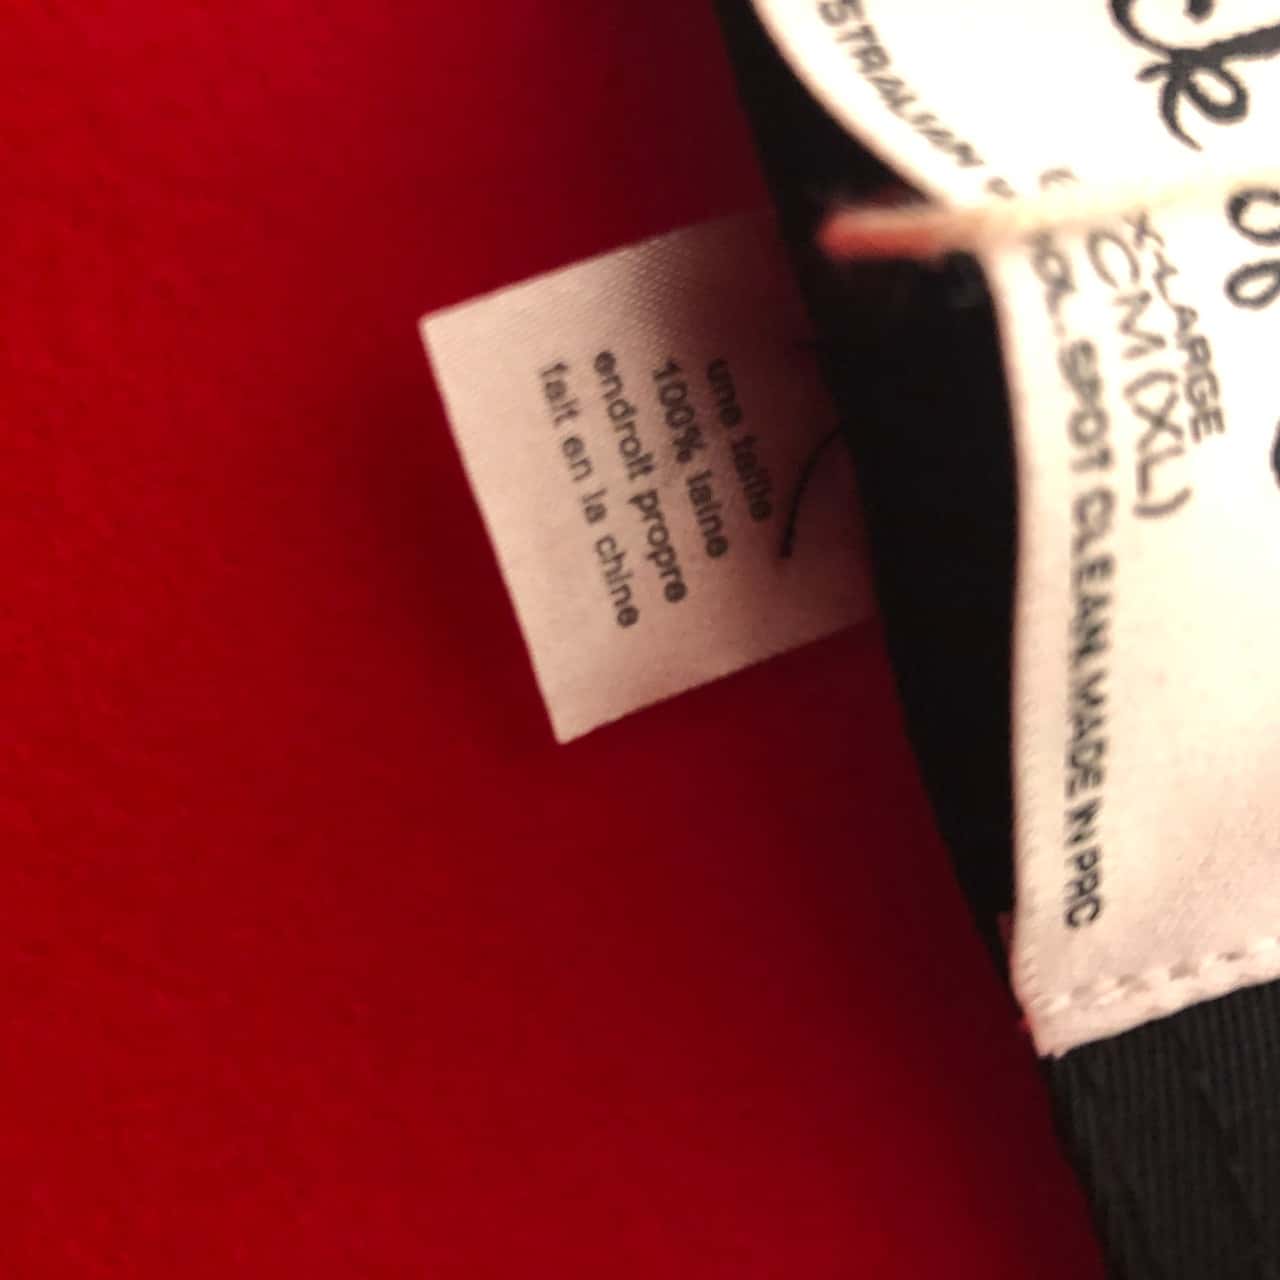 une taille
100% laine
endroit propre
fait en la chine
X-LARGE
CM (XL)
SPOT CLEAN MADE IN PRC